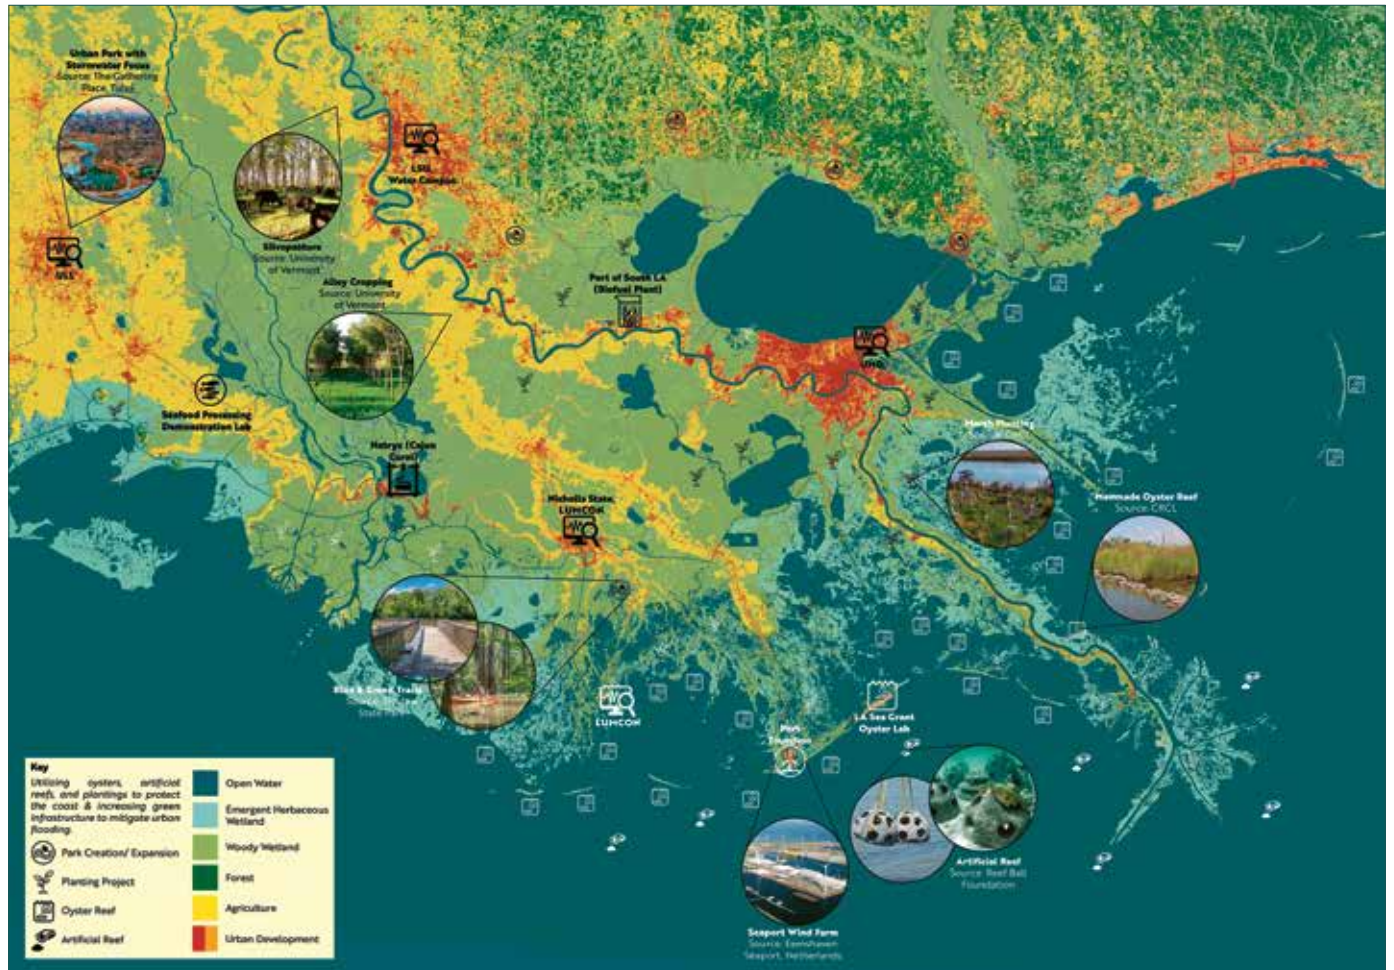 Urban Park with
Stormwater Focus
Source: The Gathering
Place, Tulsa
LSU,
Water Campus
Silvopasture
Source: University
of Vermont
ULL
Alley Cropping
Source: University
of Vermont
Port of South LA
(Biofuel Plant)
UNO,
Seafood Processing
Demonstration Lab
Hatrys (Cajun
Coral)
Marsh Planting
Nicholls State,
LUMCON
Manmade Oyster Reef
Source: CRCL
Blue & Green Trails
State
LUMCON
LA Sea Grant
Oyster Lab
Port
Artificial Reef
Source: Reef Ball
Foundation
Seaport Wind Farm
Source: Eemshaven
Seaport, Netherlands
Key
Utilizing oysters, artificial
reefs, and plantings to protect
the coast & increasing green
infrastructure to mitigate urban
flooding.
Park Creation/ Expansion
Planting Project
Oyster Reef
Artificial Reef
Open Water
Emergent Herbaceous
Wetland
Woody Wetland
Forest
Agriculture
Urban Development